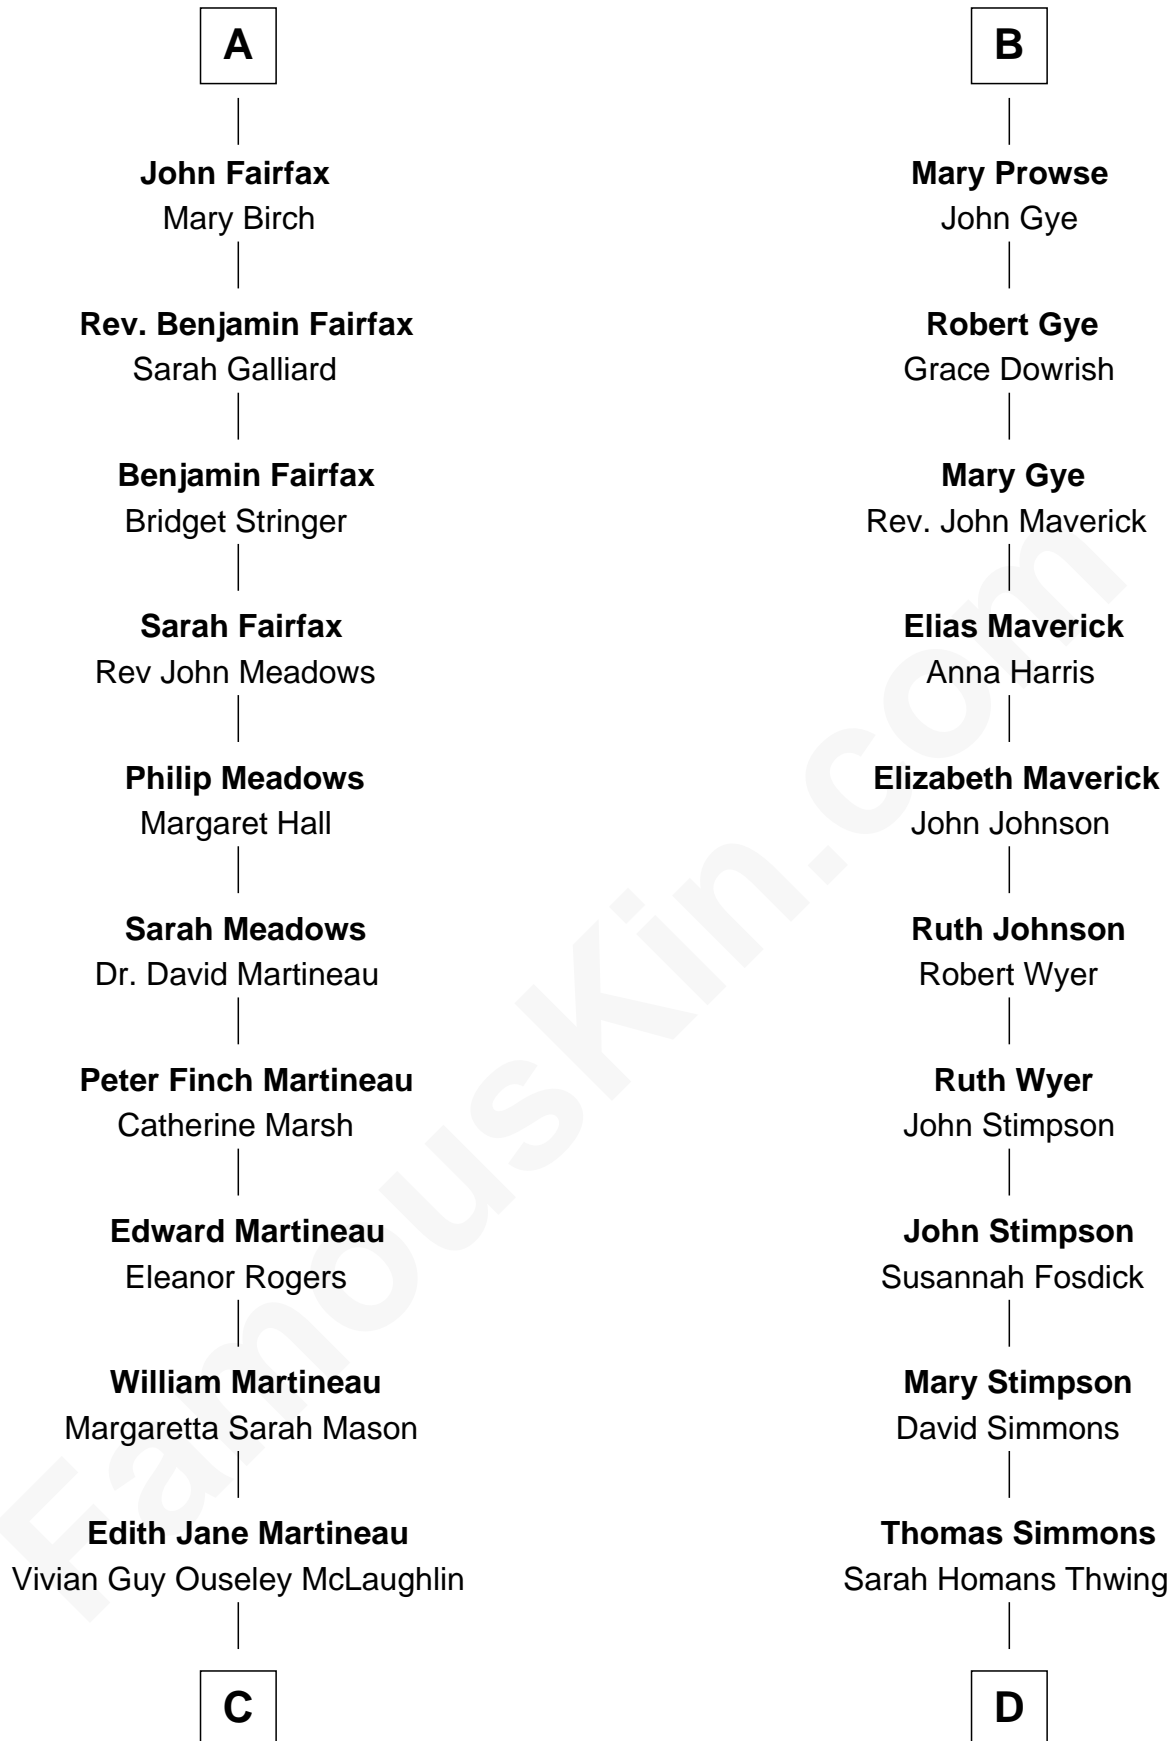 A
John Fairfax
Mary Birch
Rev. Benjamin Fairfax
Sarah Galliard
Benjamin Fairfax
Bridget Stringer
Sarah Fairfax
Rev John Meadows
Philip Meadows
Margaret Hall
Sarah Meadows
Dr. David Martineau
Peter Finch Martineau
Catherine Marsh
Edward Martineau
Eleanor Rogers
William Martineau
Margaretta Sarah Mason
Edith Jane Martineau
Vivian Guy Ouseley McLaughlin
C
B
Mary Prowse
John Gye
Robert Gye
Grace Dowrish
Mary Gye
Rev. John Maverick
Elias Maverick
Anna Harris
Elizabeth Maverick
John Johnson
Ruth Johnson
Robert Wyer
Ruth Wyer
John Stimpson
John Stimpson
Susannah Fosdick
Mary Stimpson
David Simmons
Thomas Simmons
Sarah Homans Thwing
D
FamousKin.com